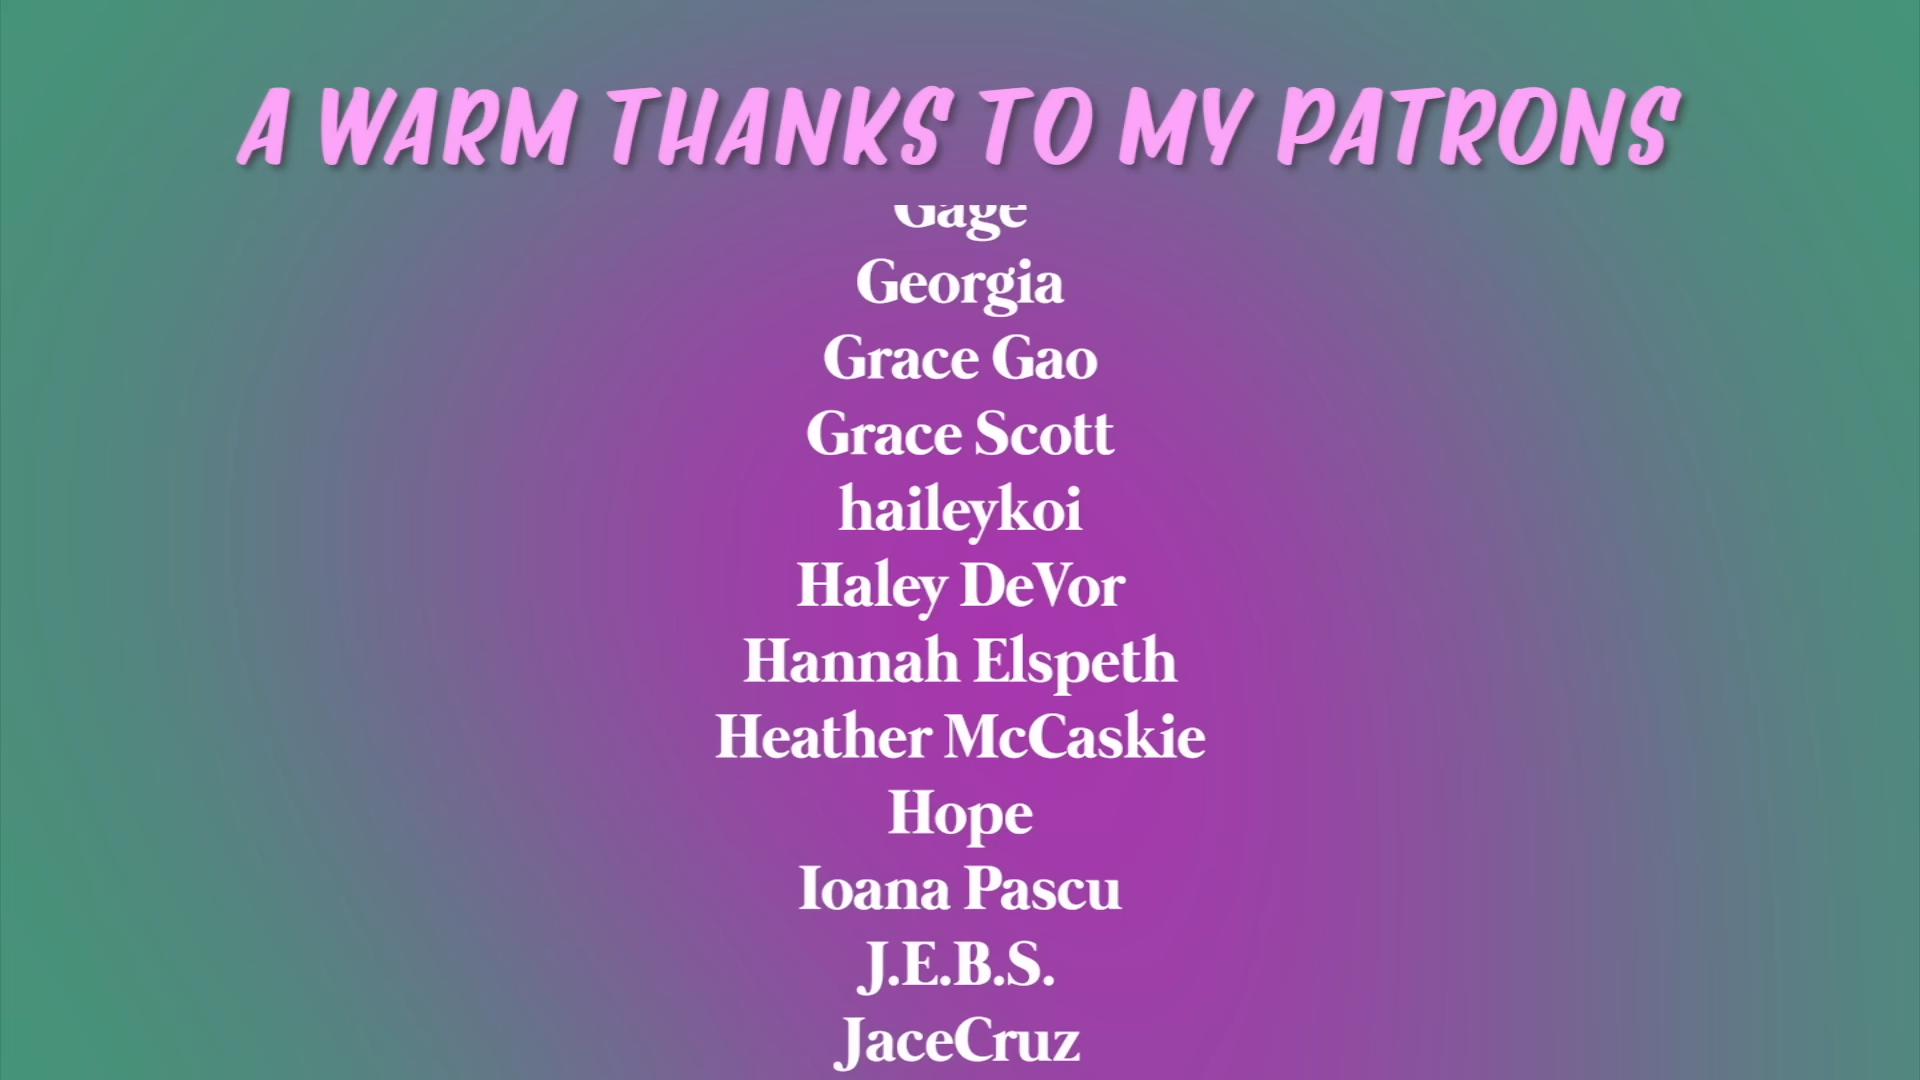 A WARM THANKS TO MY PATRONS
Gage
Georgia
Grace Gao
Grace Scott
haileykoi
Haley DeVor
Hannah Elspeth
Heather McCaskie
Hope
Ioana Pascu
J.E.B.S.
JaceCruz